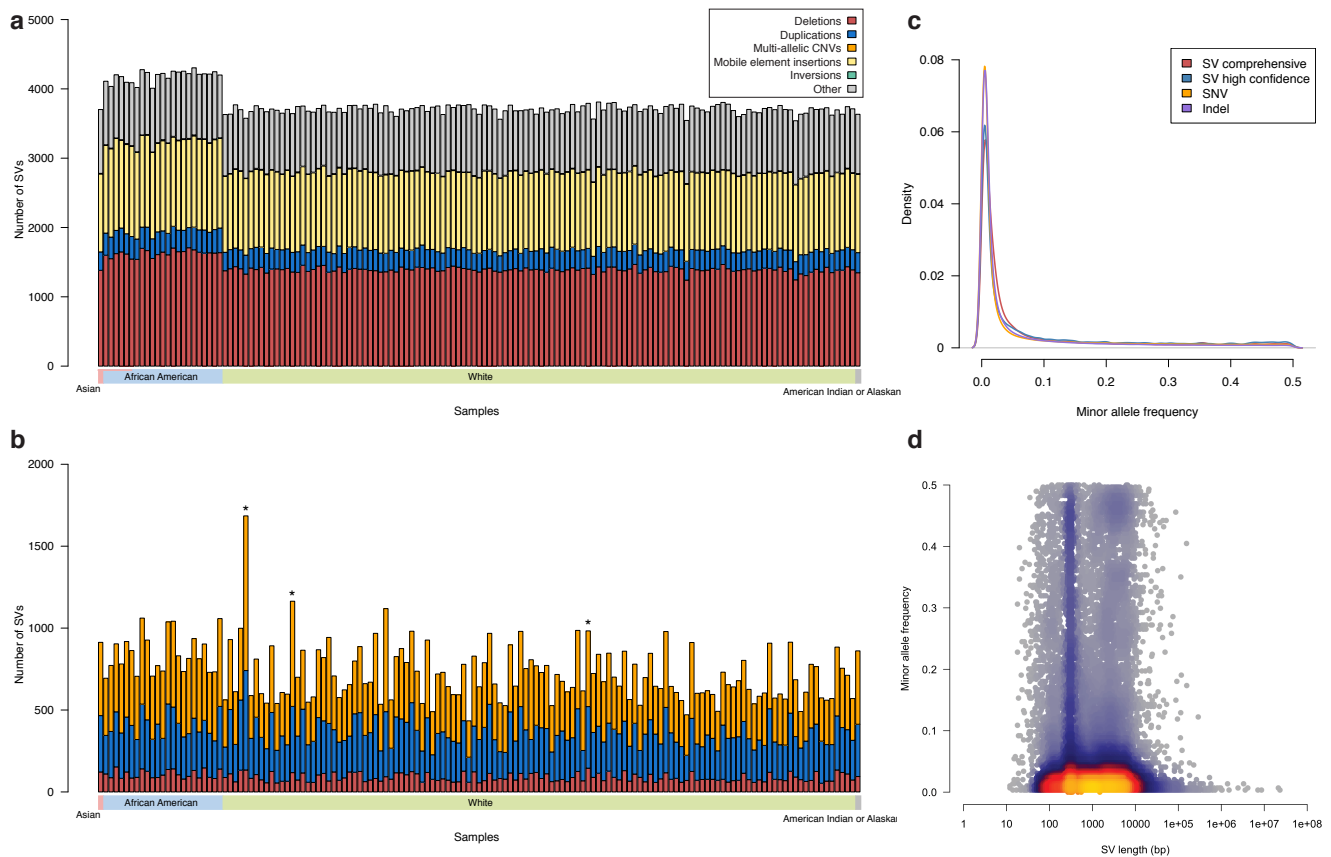 a
5000
4000
3000
2000
1000
0
Number of SVs
Deletions
Duplications
Multi-allelic CNVs
Mobile element insertions
Inversions
Other
Asian
African American
White
American Indian or Alaskan
Samples
b
2000
1500
1000
500
0
Number of SVs
*
*
*
Asian
African American
White
American Indian or Alaskan
Samples
c
0.08
0.06
0.04
0.02
0
Density
SV comprehensive
SV high confidence
SNV
Indel
0.0 0.1 0.2 0.3 0.4 0.5
Minor allele frequency
d
0.5
0.4
0.3
0.2
0.1
0.0
Minor allele frequency
1 10 100 1000 10000 1e+05 1e+06 1e+07 1e+08
SV length (bp)